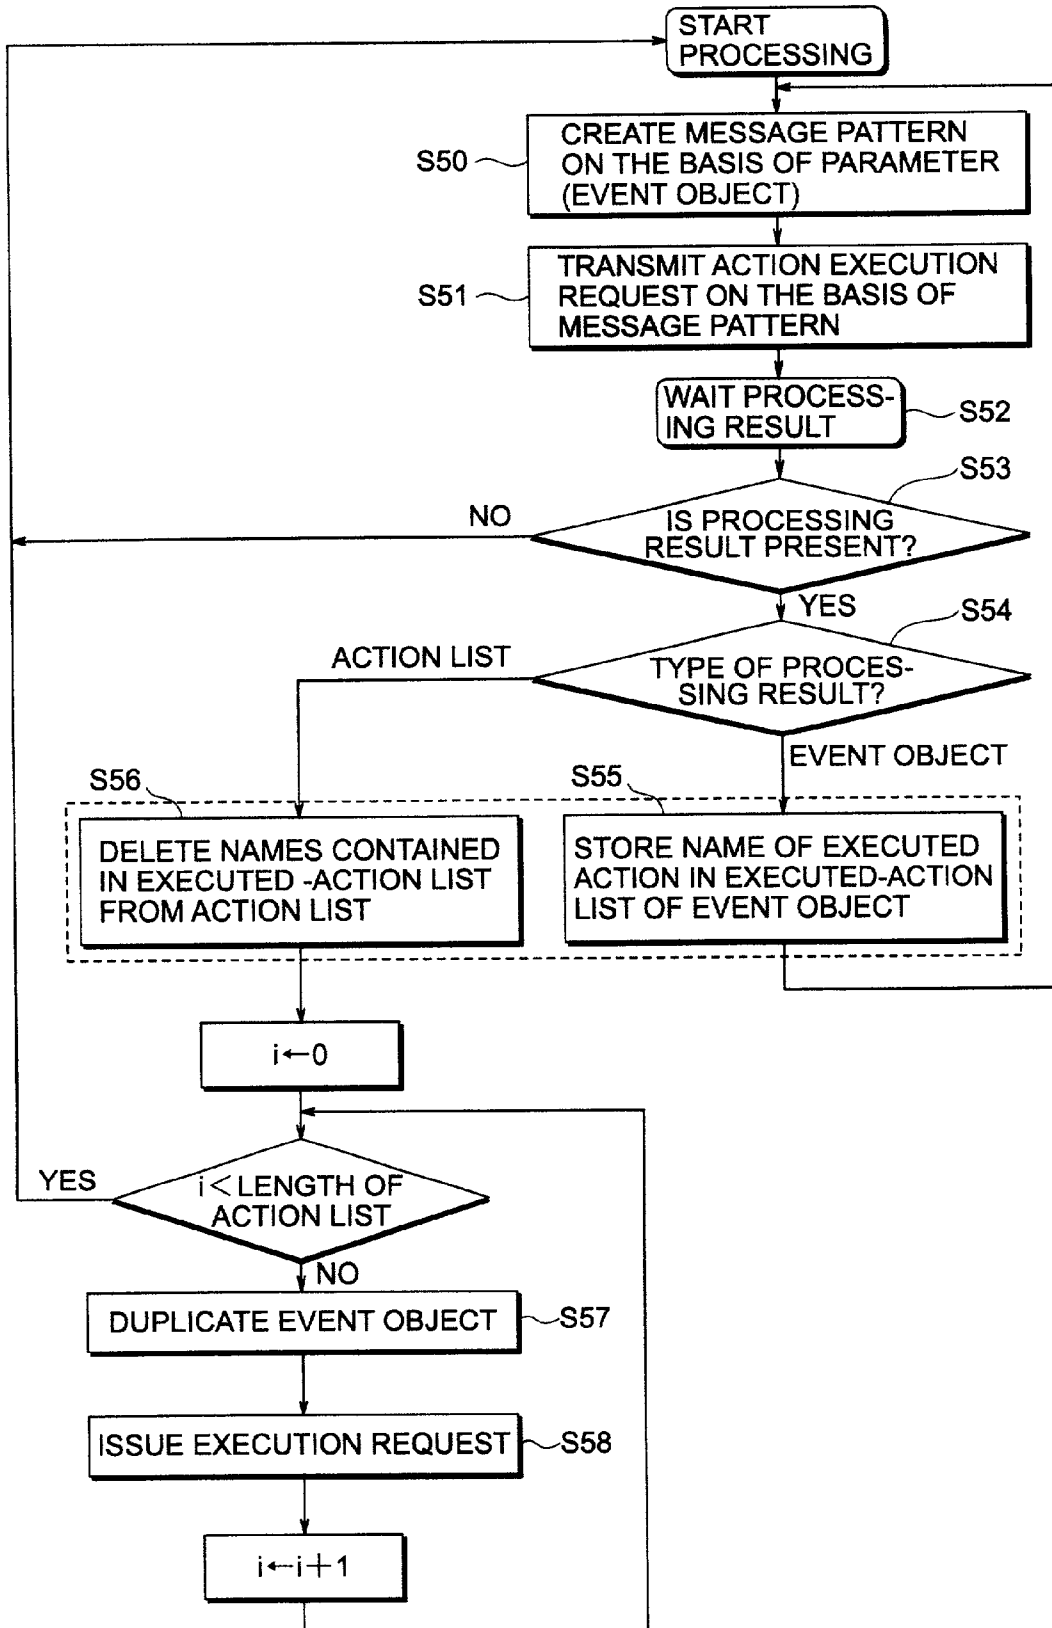 START
PROCESSING
CREATE MESSAGE PATTERN
ON THE BASIS OF PARAMETER
(EVENT OBJECT)
S50
TRANSMIT ACTION EXECUTION
REQUEST ON THE BASIS OF
MESSAGE PATTERN
S51
WAIT PROCESS-
ING RESULT
S52
S53
NO
IS PROCESSING
RESULT PRESENT?
YES
S54
ACTION LIST
TYPE OF PROCES-
SING RESULT?
EVENT OBJECT
S56
S55
DELETE NAMES CONTAINED
IN EXECUTED -ACTION LIST
FROM ACTION LIST
STORE NAME OF EXECUTED
ACTION IN EXECUTED-ACTION
LIST OF EVENT OBJECT
i←0
YES
i<LENGTH OF
ACTION LIST
NO
DUPLICATE EVENT OBJECT
S57
ISSUE EXECUTION REQUEST
S58
i←i+1